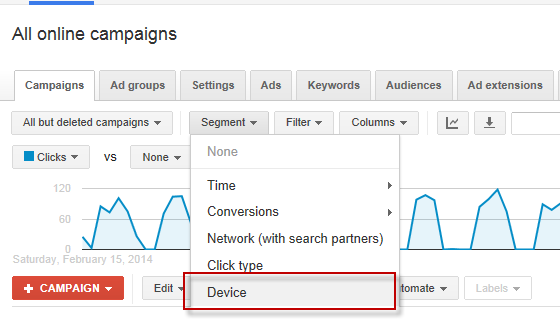 All online campaigns
Campaigns Ad groups Settings Ads Keywords Audiences Ad extensions
All but deleted campaigns Segment Filter Columns
Clicks VS None
None
Time
Conversions
Network (with search partners)
Click type
Device
120
60
0
Saturday, February 15, 2014
+ CAMPAIGN Edit utomate Labels